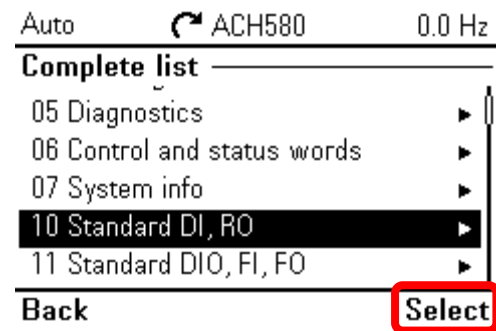 Auto ACH580 0.0 Hz
Complete list
05 Diagnostics
06 Control and status words
07 System info
10 Standard DI, RO
11 Standard DIO, FI, FO
Back Select